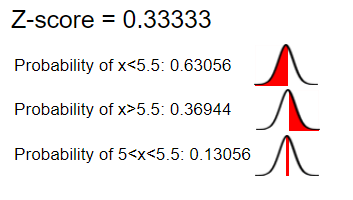 Z-score = 0.33333
Probability of x<5.5: 0.63056
Probability of x>5.5: 0.36944
Probability of 5<x<5.5: 0.13056